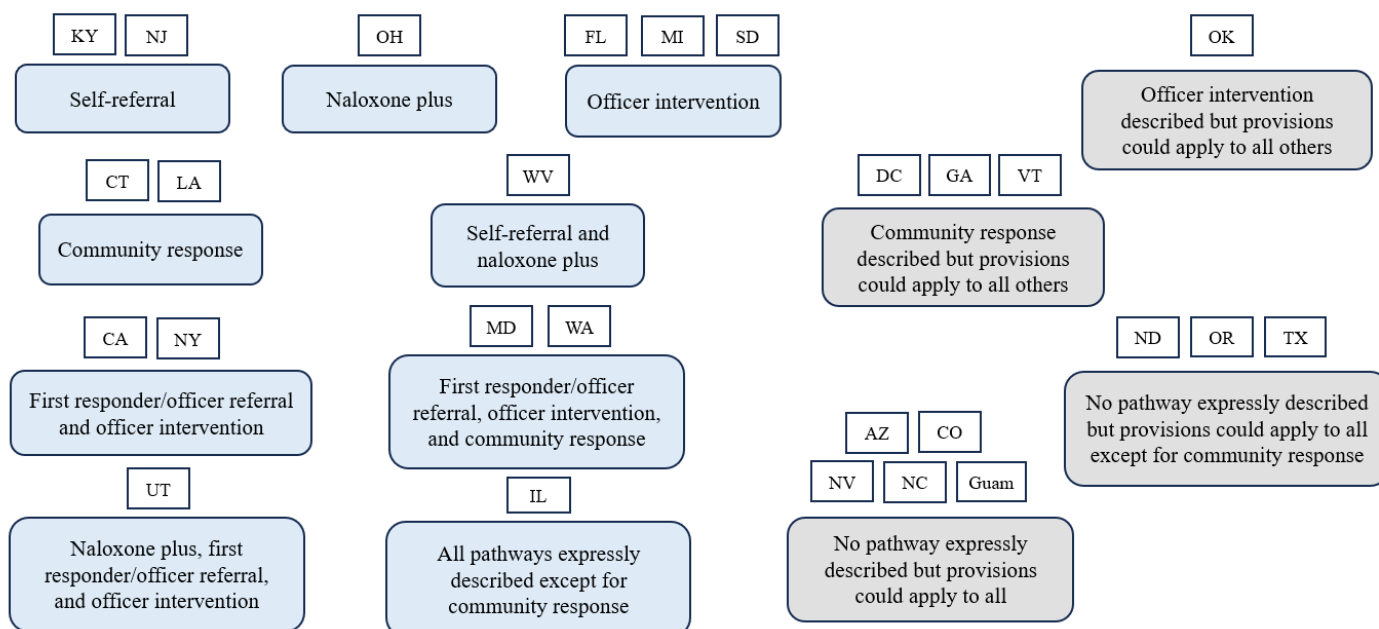 KY NJ
Self-referral
OH
Naloxone plus
FL MI SD
Officer intervention
OK
Officer intervention
described but provisions
could apply to all others
CT LA
Community response
WV
Self-referral and
naloxone plus
DC GA VT
Community response
described but provisions
could apply to all others
CA NY
First responder/officer referral
and officer intervention
MD WA
First responder/officer
referral, officer intervention,
and community response
ND OR TX
No pathway expressly described
but provisions could apply to all
except for community response
UT
Naloxone plus, first
responder/officer referral,
and officer intervention
IL
All pathways expressly
described except for
community response
AZ CO
NV NC Guam
No pathway expressly
described but provisions
could apply to all